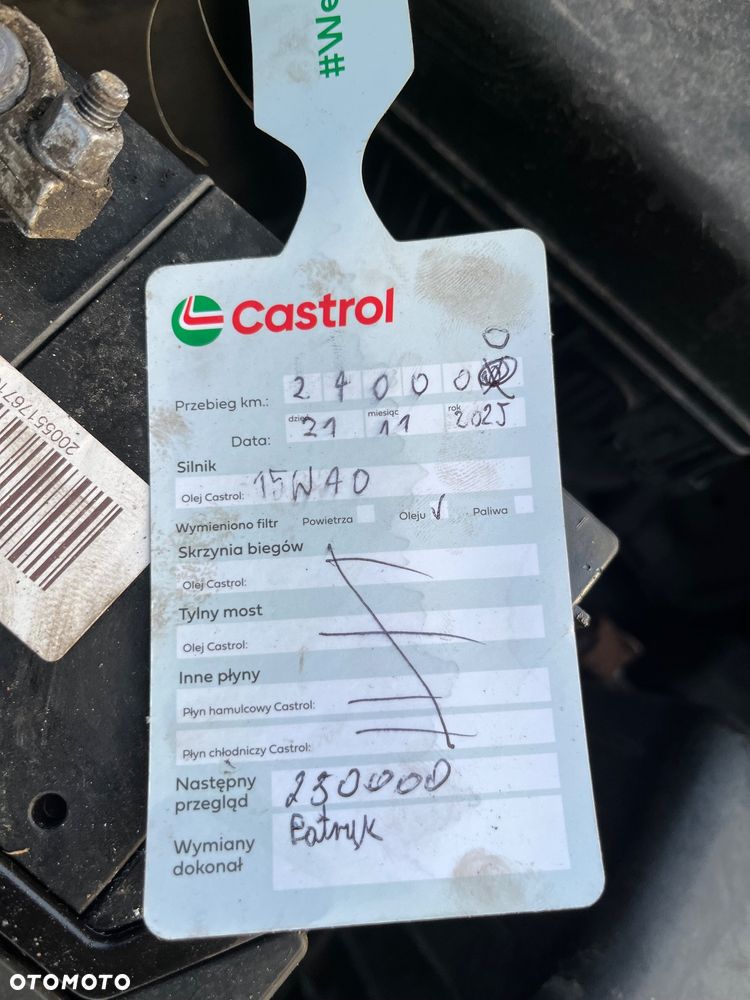 #We
Castrol
Przebieg km.: 240000
Data: dzień 21 miesiąc 11 rok 2025
Silnik
Olej Castrol: 15W40
Wymieniono filtr Powietrza Oleju V Paliwa
Skrzynia biegów
Olej Castrol:
Tylny most
Olej Castrol:
Inne płyny
Płyn hamulcowy Castrol:
Płyn chłodniczy Castrol:
Następny przegląd 250000
Wymiany dokonał Patryk
OTOMOTO